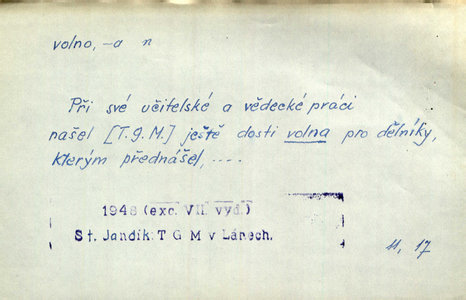 volno, -a n
Při své učitelské a vědecké práci
našel [T.G.M.] ještě dosti volna pro dělníky,
kterým přednášel, ....
1948 (exc. VII. vyd.)
St. Jandík: T G M v Lánech.
11, 17